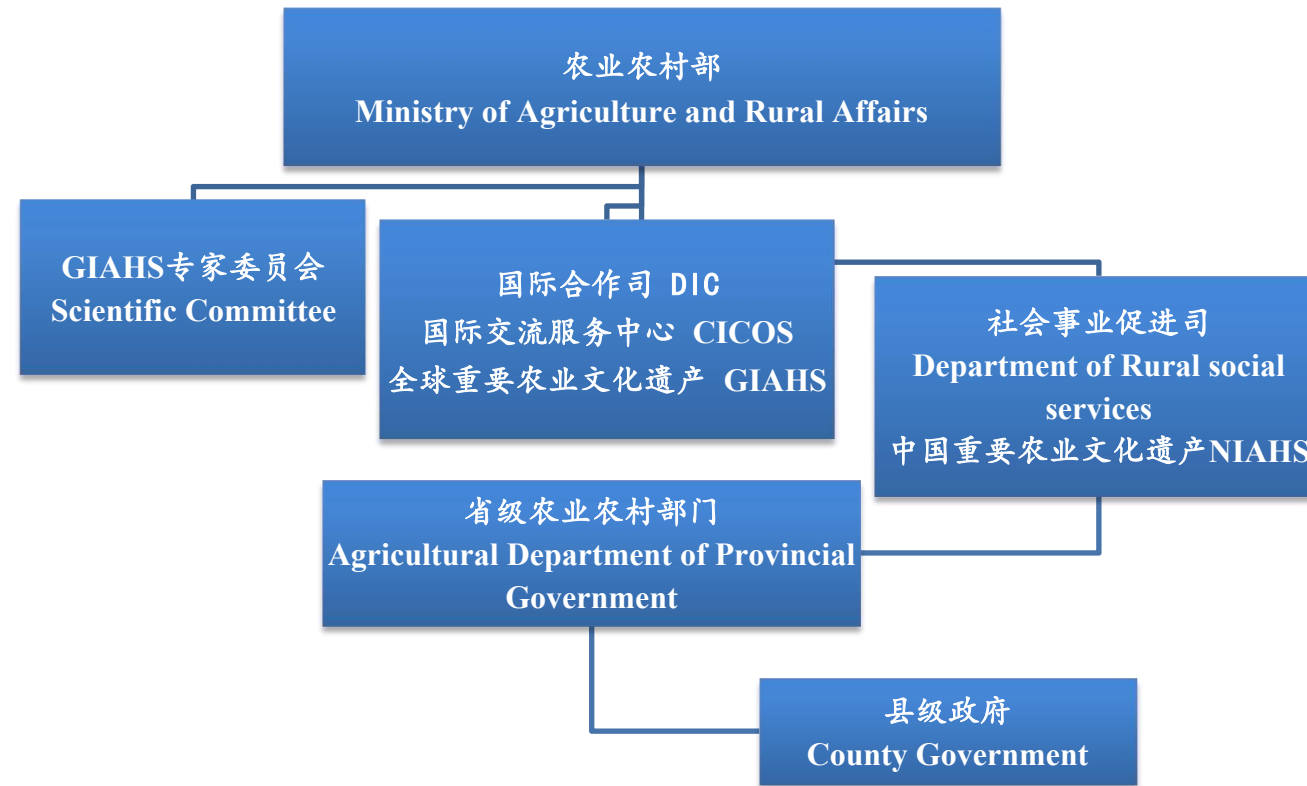 农业农村部
Ministry of Agriculture and Rural Affairs
GIAHS专家委员会
Scientific Committee
国际合作司 DIC
国际交流服务中心 CICOS
全球重要农业文化遗产 GIAHS
社会事业促进司
Department of Rural social
services
中国重要农业文化遗产NIAHS
省级农业农村部门
Agricultural Department of Provincial
Government
县级政府
County Government